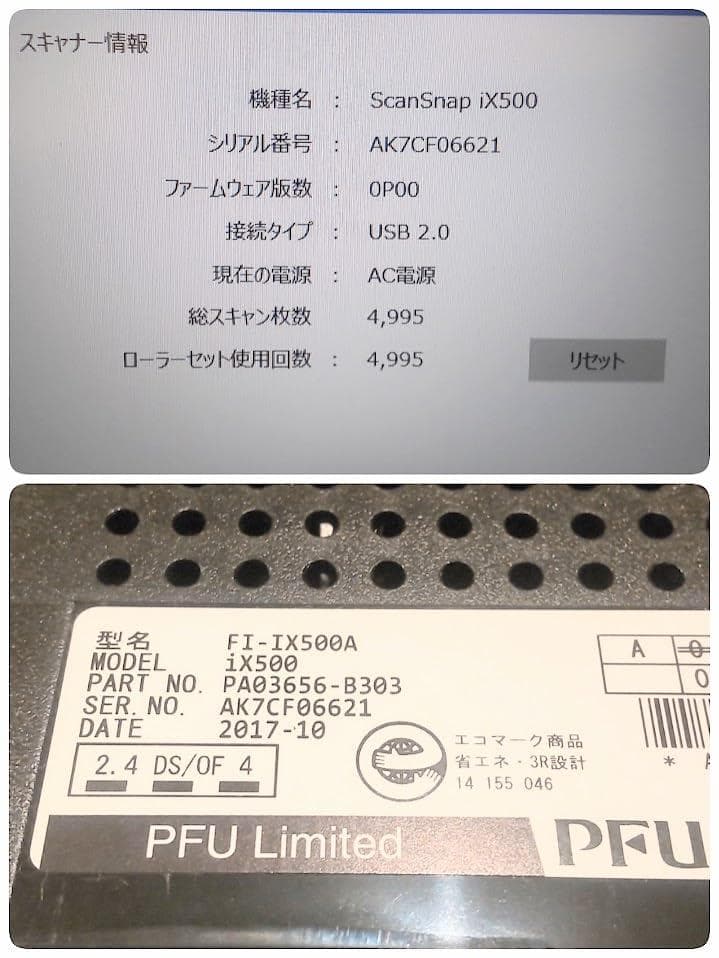 スキャナー情報
機種名 : ScanSnap iX500
シリアル番号 : AK7CF06621
ファームウェア版数 : 0P00
接続タイプ : USB 2.0
現在の電源 : AC電源
総スキャン枚数 4,995
ローラーセット使用回数 : 4,995 リセット
型名 FI-IX500A
MODEL iX500
PART NO. PA03656-B303
SER.NO. AK7CF06621
DATE 2017-10
2.4 DS/OF 4
A 0
0
エコマーク商品
省エネ・3R設計
14 155 046
* A
PFU Limited
PFU